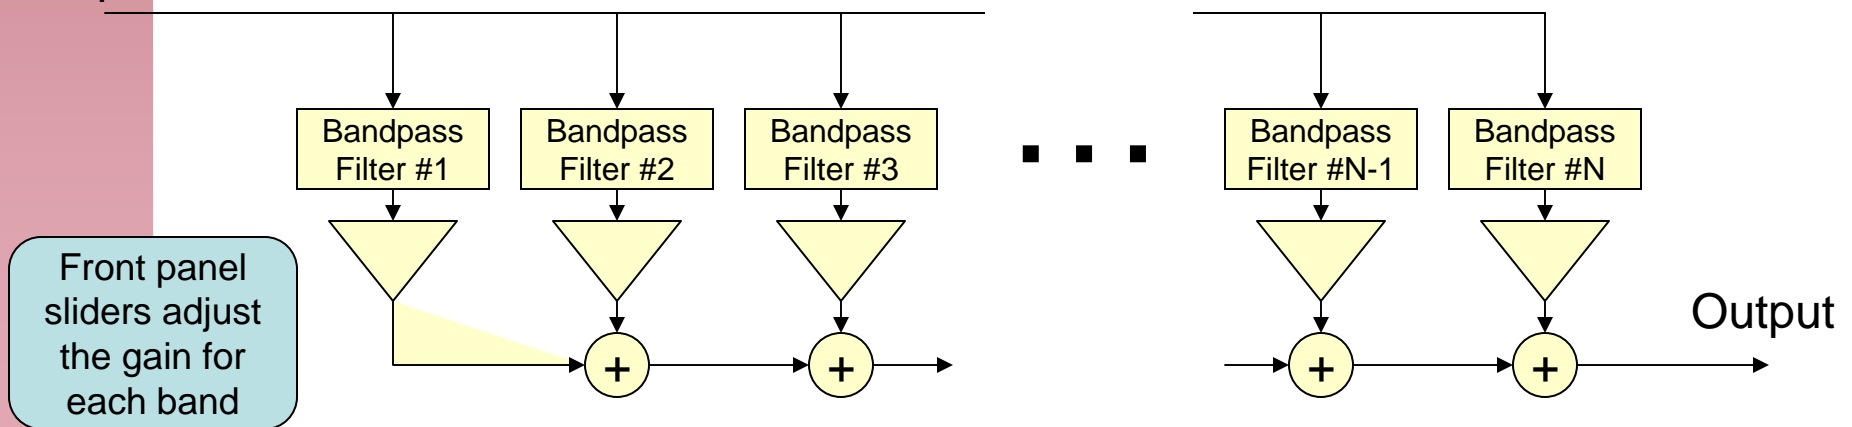 Bandpass
Filter #1
Bandpass
Filter #2
Bandpass
Filter #3
. . .
Bandpass
Filter #N-1
Bandpass
Filter #N
Front panel
sliders adjust
the gain for
each band
+
+
+
+
Output